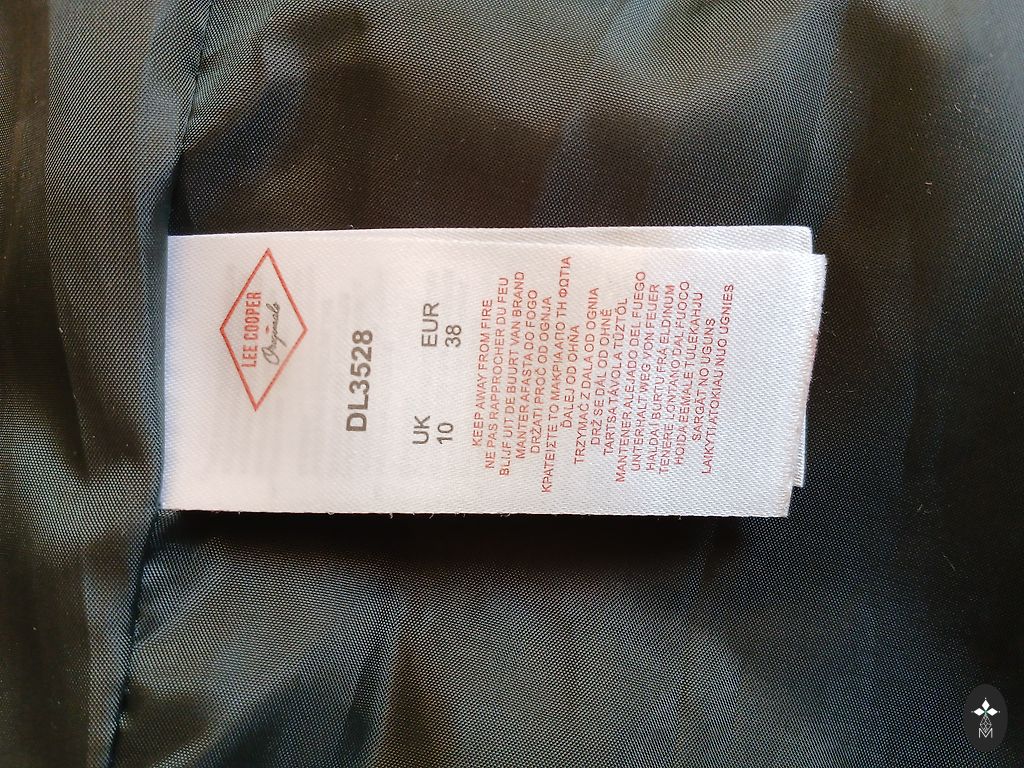 LEE COOPER
Originals
DL3528
UK EUR
10 38
KEEP AWAY FROM FIRE
NE PAS RAPPROCHER DU FEU
BLIJF UIT DE BUURT VAN BRAND
MANTER AFASTA DO FOGO
DRŽATI PROČ OD OGNJA
ΚΡΑΤΕΙΣΤΕ ΤΟ ΜΑΚΡΙΑ ΑΠΟ ΤΗ ΦΩΤΙΑ
ĎALEJ OD OHŇA
TRZYMAĆ Z DALA OD OGNIA
DRŽ SE DÁL OD OHNĚ
TARTSA TÁVOL A TŰZTŐL
MANTENER ALEJADO DEL FUEGO
UNTERHALT WEG VON FEUER
HALDA Í BURTU FRÁ ELDINUM
TENERE LONTANO DAL FUOCO
HOIDA EEMALE TULEKAHJU
SARGĀT NO UGUNS
LAIKYTI ATOKIAU NUO UGNIES